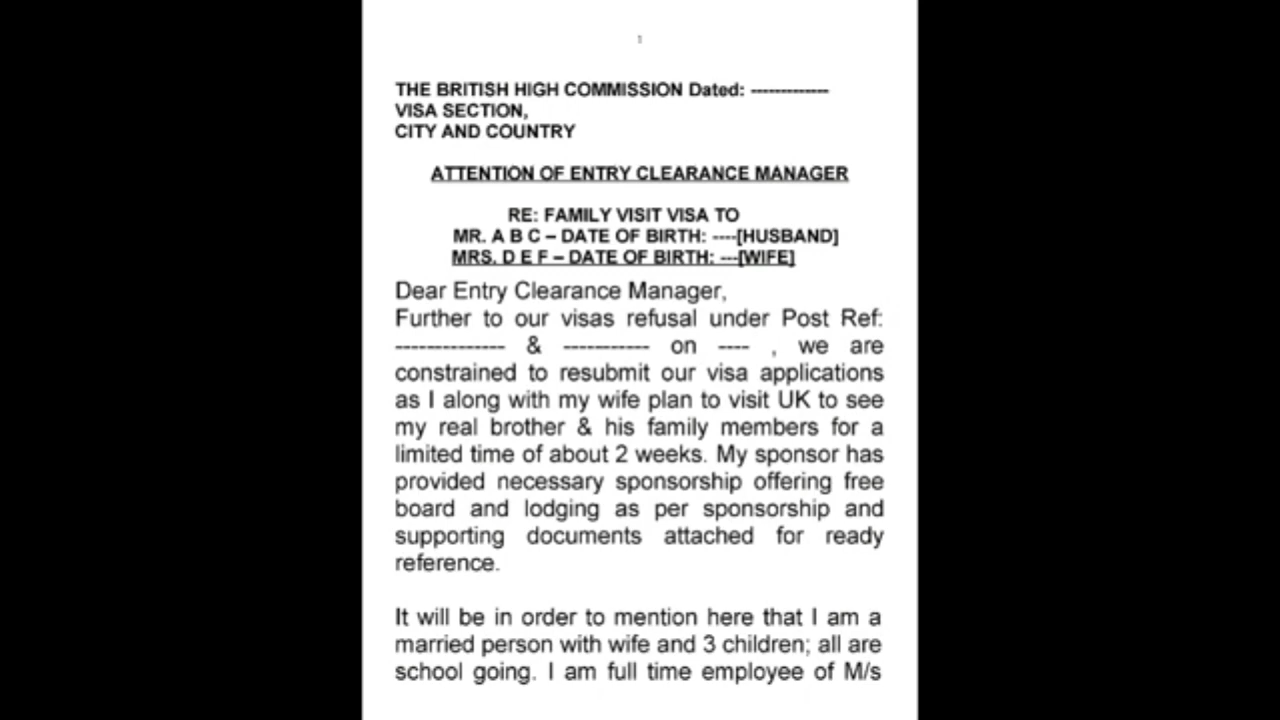 1
THE BRITISH HIGH COMMISSION Dated: -------------
VISA SECTION,
CITY AND COUNTRY
ATTENTION OF ENTRY CLEARANCE MANAGER
RE: FAMILY VISIT VISA TO
MR. A B C – DATE OF BIRTH: ----[HUSBAND]
MRS. D E F – DATE OF BIRTH: ---[WIFE]
Dear Entry Clearance Manager,
Further to our visas refusal under Post Ref:
-------------- & ----------- on ---- , we are
constrained to resubmit our visa applications
as I along with my wife plan to visit UK to see
my real brother & his family members for a
limited time of about 2 weeks. My sponsor has
provided necessary sponsorship offering free
board and lodging as per sponsorship and
supporting documents attached for ready
reference.
It will be in order to mention here that I am a
married person with wife and 3 children; all are
school going. I am full time employee of M/s